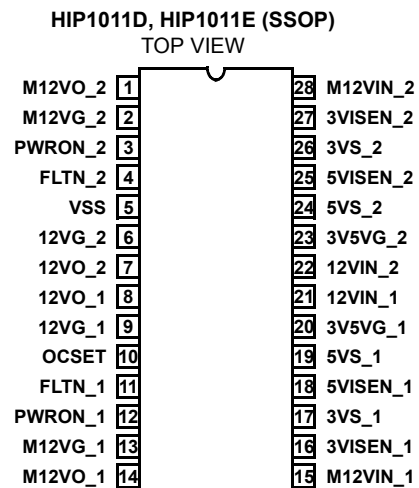 HIP1011D, HIP1011E (SSOP)
TOP VIEW
M12VO_2 1 28 M12VIN_2
M12VG_2 2 27 3VISEN_2
PWRON_2 3 26 3VS_2
FLTN_2 4 25 5VISEN_2
VSS 5 24 5VS_2
12VG_2 6 23 3V5VG_2
12VO_2 7 22 12VIN_2
12VO_1 8 21 12VIN_1
12VG_1 9 20 3V5VG_1
OCSET 10 19 5VS_1
FLTN_1 11 18 5VISEN_1
PWRON_1 12 17 3VS_1
M12VG_1 13 16 3VISEN_1
M12VO_1 14 15 M12VIN_1